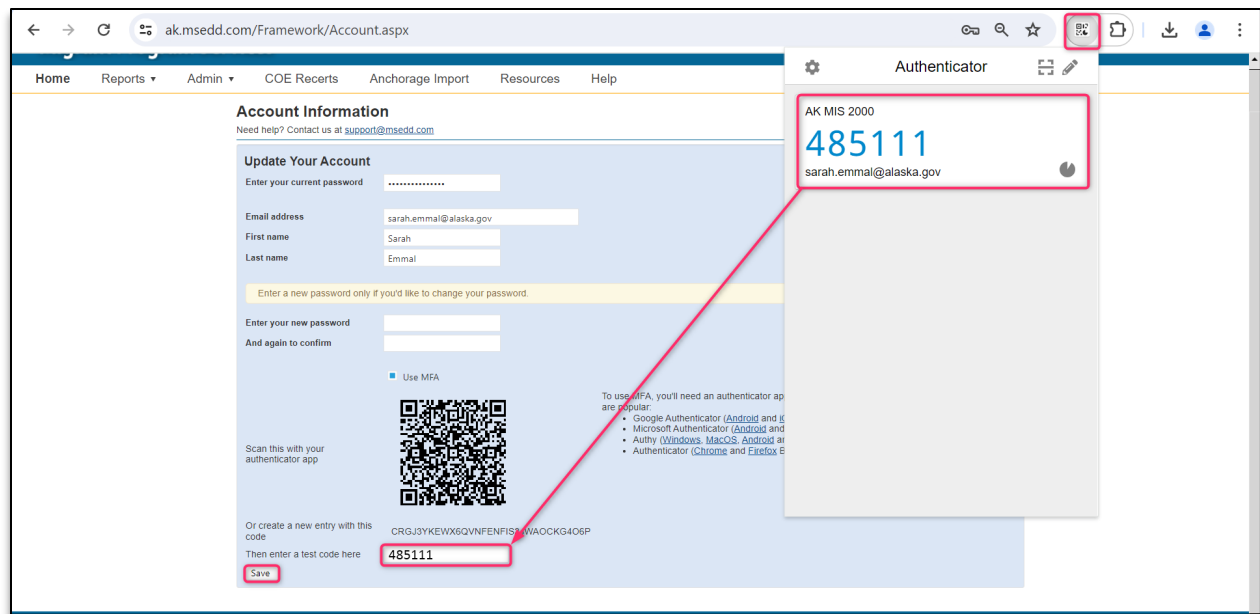 ak.msedd.com/Framework/Account.aspx
Home Reports ▾ Admin ▾ COE Recerts Anchorage Import Resources Help
Authenticator
AK MIS 2000
485111
sarah.emmal@alaska.gov
Account Information
Need help? Contact us at support@msedd.com
Update Your Account
Enter your current password •••••••••••••••
Email address sarah.emmal@alaska.gov
First name Sarah
Last name Emmal
Enter a new password only if you'd like to change your password.
Enter your new password
And again to confirm
Use MFA
To use MFA, you'll need an authenticator
are popular:
• Google Authenticator (Android and
• Microsoft Authenticator (Android and
• Authy (Windows, MacOS, Android
• Authenticator (Chrome and Firefox
Scan this with your
authenticator app
Or create a new entry with this
code
Then enter a test code here 485111
Save